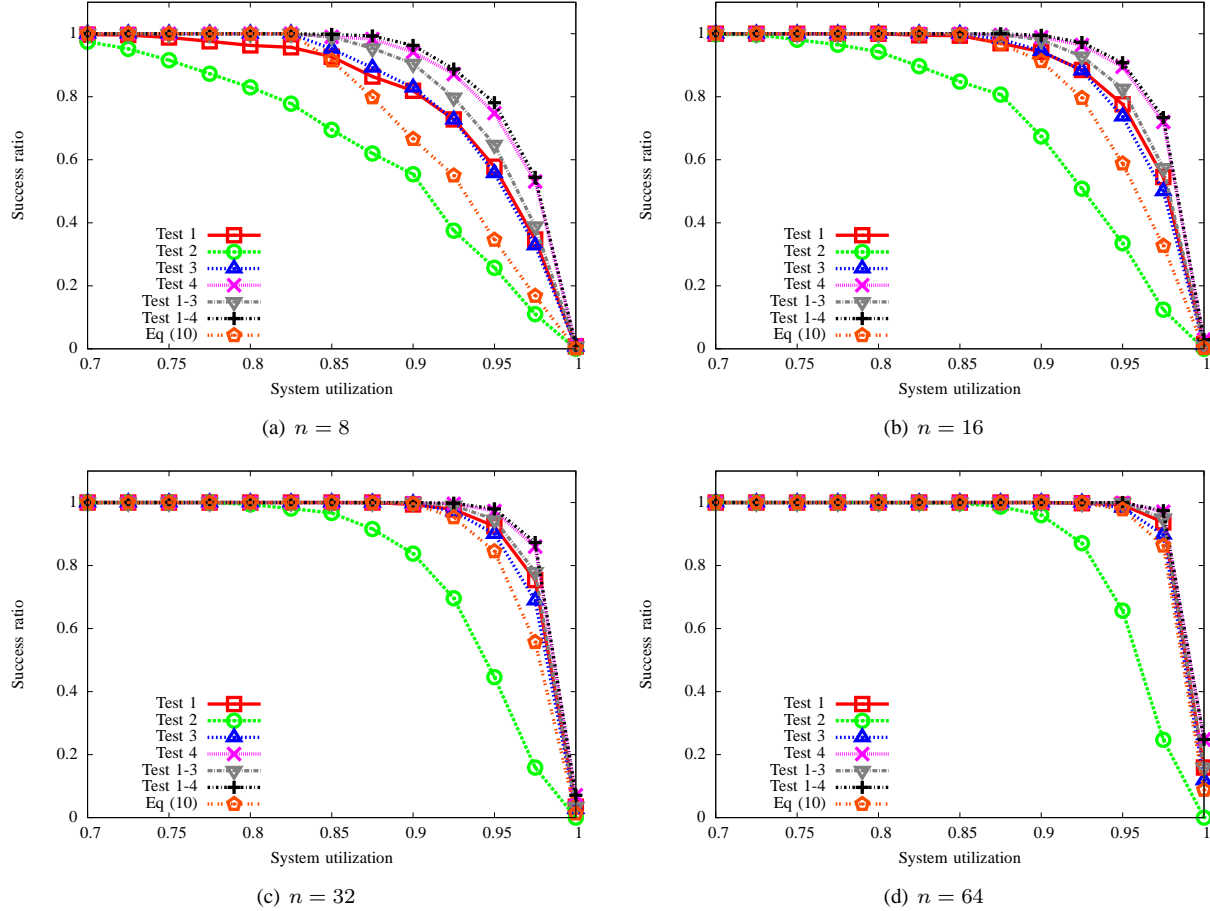 1
0.8
0.6
0.4
0.2
0
0.7 0.75 0.8 0.85 0.9 0.95 1
Success ratio
System utilization
Test 1
Test 2
Test 3
Test 4
Test 1-3
Test 1-4
Eq (10)
(a) n = 8
1
0.8
0.6
0.4
0.2
0
0.7 0.75 0.8 0.85 0.9 0.95 1
Success ratio
System utilization
Test 1
Test 2
Test 3
Test 4
Test 1-3
Test 1-4
Eq (10)
(b) n = 16
1
0.8
0.6
0.4
0.2
0
0.7 0.75 0.8 0.85 0.9 0.95 1
Success ratio
System utilization
Test 1
Test 2
Test 3
Test 4
Test 1-3
Test 1-4
Eq (10)
(c) n = 32
1
0.8
0.6
0.4
0.2
0
0.7 0.75 0.8 0.85 0.9 0.95 1
Success ratio
System utilization
Test 1
Test 2
Test 3
Test 4
Test 1-3
Test 1-4
Eq (10)
(d) n = 64